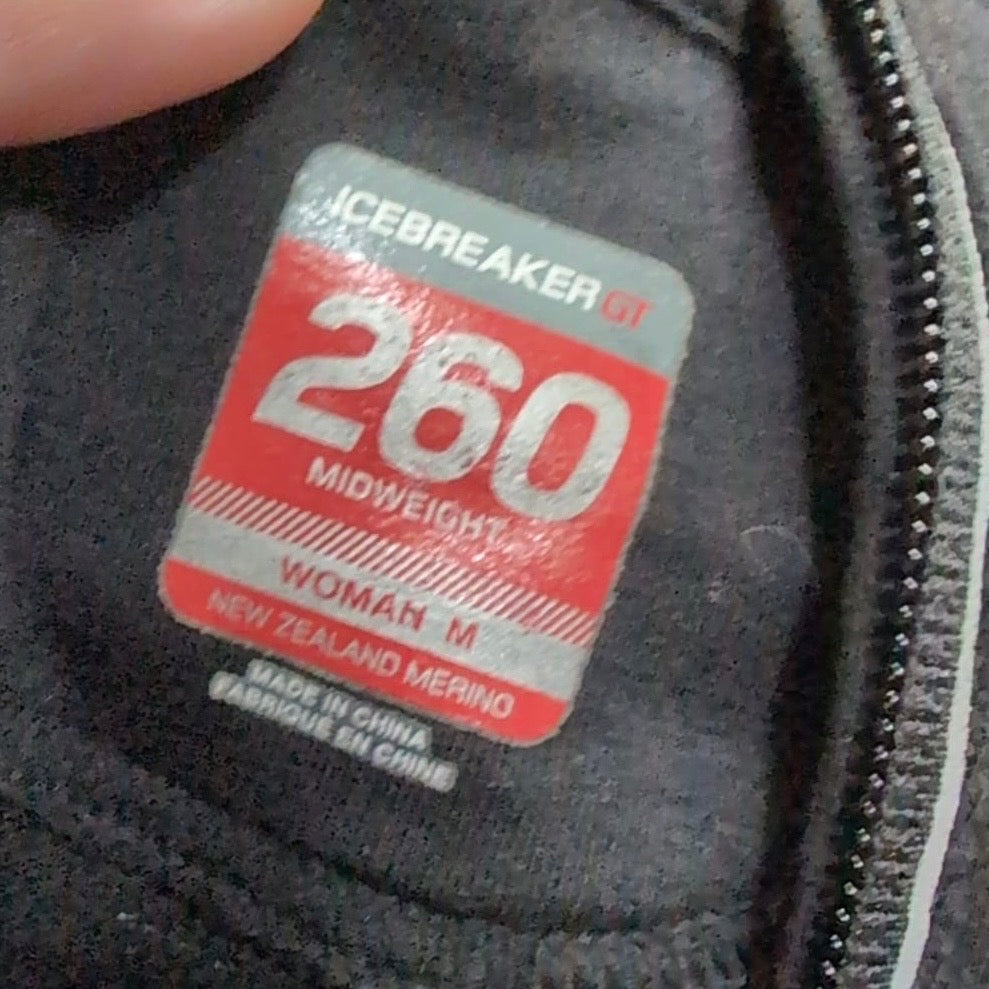 ICEBREAKER GT
260
MIDWEIGHT
WOMAN M
NEW ZEALAND MERINO
MADE IN CHINA
FABRIQUÉ EN CHINE